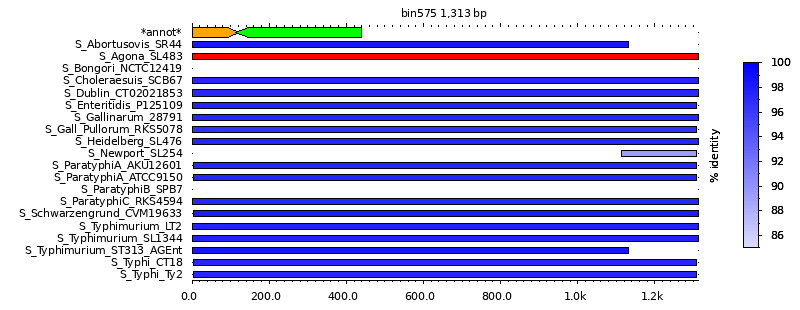 bin575 1,313 bp
*annot*
S_Abortusovis_SR44
S_Agona_SL483
S_Bongori_NCTC12419
S_Choleraesuis_SCB67
S_Dublin_CT02021853
S_Enteritidis_P125109
S_Gallinarum_28791
S_Gall_Pullorum_RKS5078
S_Heidelberg_SL476
S_Newport_SL254
S_ParatyphiA_AKU12601
S_ParatyphiA_ATCC9150
S_ParatyphiB_SPB7
S_ParatyphiC_RKS4594
S_Schwarzengrund_CVM19633
S_Typhimurium_LT2
S_Typhimurium_SL1344
S_Typhimurium_ST313_AGEnt
S_Typhi_CT18
S_Typhi_Ty2
0.0 200.0 400.0 600.0 800.0 1.0k 1.2k
% identity
100
98
96
94
92
90
88
86